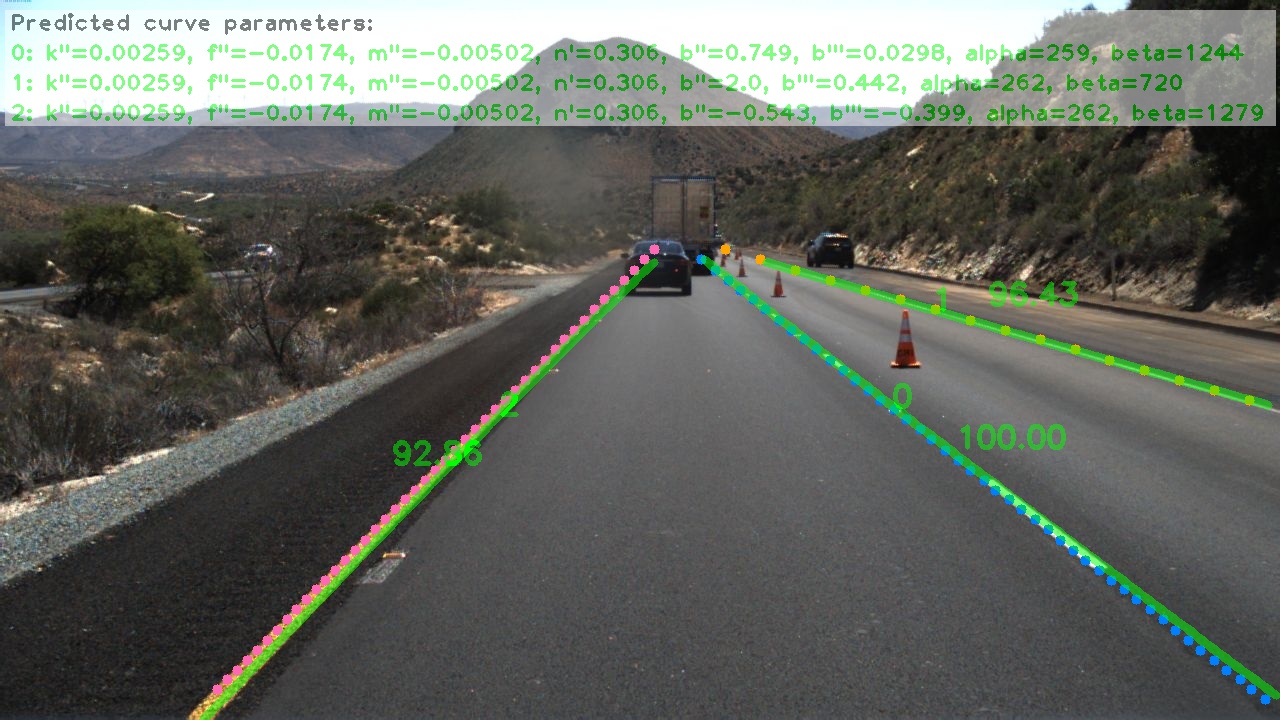 Predicted curve parameters:
0: k''=0.00259, f''=-0.0174, m''=-0.00502, n'=0.306, b''=0.749, b'''=0.0298, alpha=259, beta=1244
1: k''=0.00259, f''=-0.0174, m''=-0.00502, n'=0.306, b''=2.0, b'''=0.442, alpha=262, beta=720
2: k''=0.00259, f''=-0.0174, m''=-0.00502, n'=0.306, b''=-0.543, b'''=-0.399, alpha=262, beta=1279
1 96.43
2
0
92.96
100.00